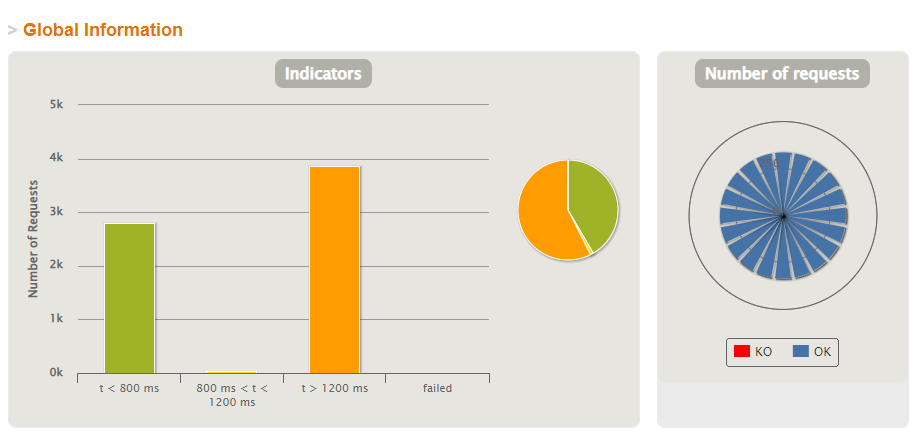 > Global Information
Indicators
Number of requests
5k
4k
3k
2k
1k
0k
Number of Requests
t < 800 ms
800 ms < t <
1200 ms
t > 1200 ms
failed
KO
OK